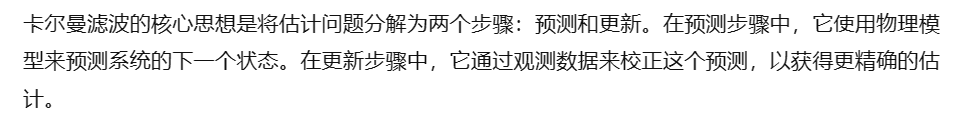 卡尔曼滤波的核心思想是将估计问题分解为两个步骤：预测和更新。在预测步骤中，它使用物理模
型来预测系统的下一个状态。在更新步骤中，它通过观测数据来校正这个预测，以获得更精确的估
计。